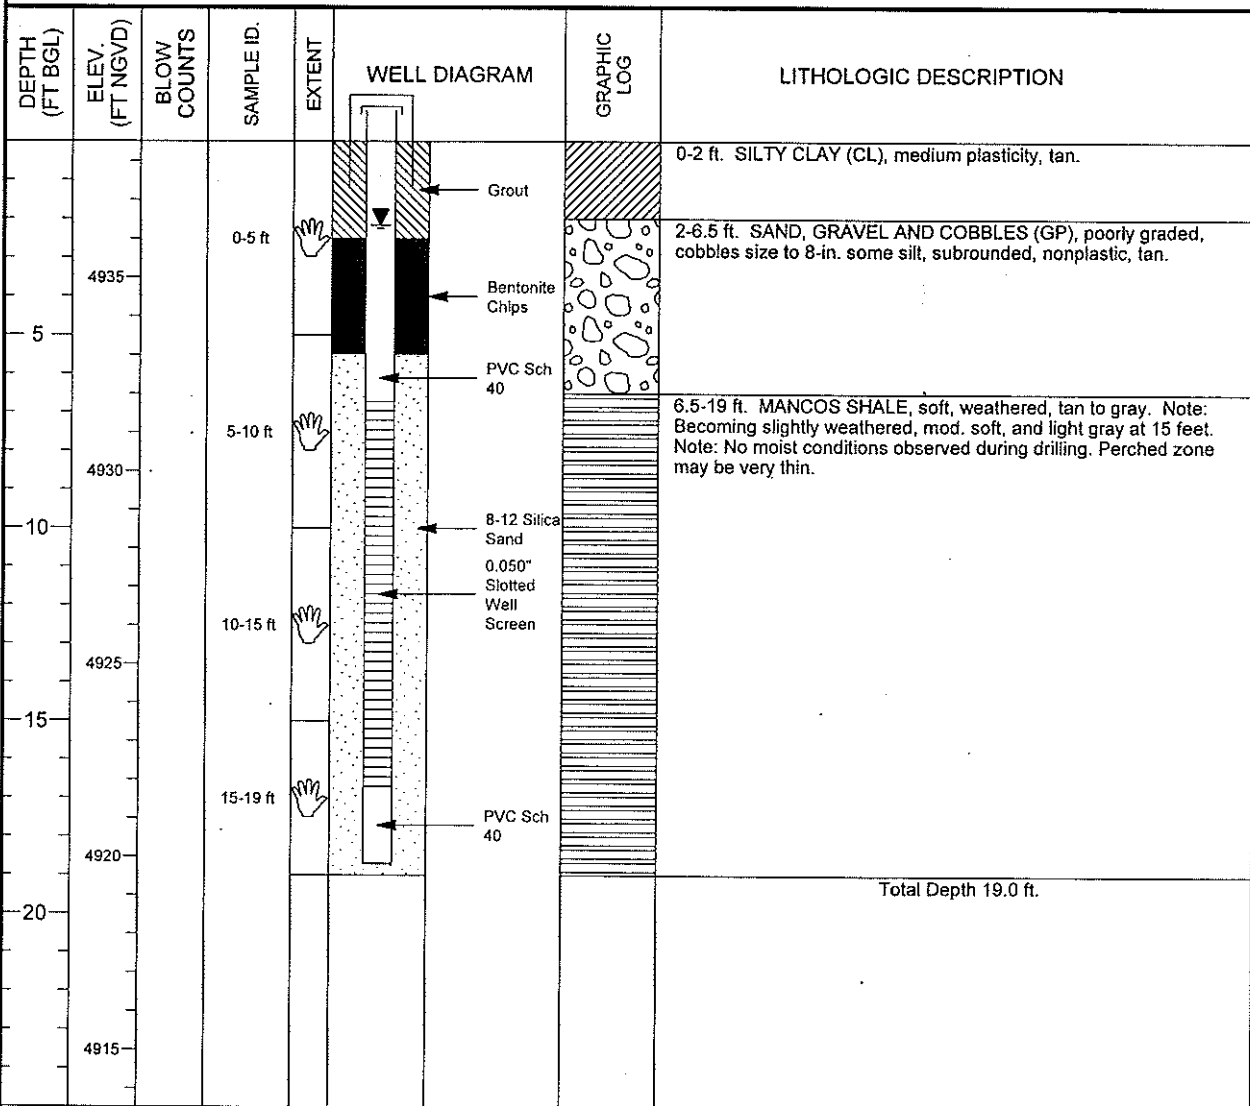 DEPTH
(FT BGL)
ELEV.
(FT NGVD)
BLOW
COUNTS
SAMPLE ID.
EXTENT
WELL DIAGRAM
GRAPHIC
LOG
LITHOLOGIC DESCRIPTION
0-2 ft. SILTY CLAY (CL), medium plasticity, tan.
Grout
0-5 ft
2-6.5 ft. SAND, GRAVEL AND COBBLES (GP), poorly graded,
cobbles size to 8-in. some silt, subrounded, nonplastic, tan.
4935
Bentonite
Chips
5
PVC Sch
40
6.5-19 ft. MANCOS SHALE, soft, weathered, tan to gray. Note:
Becoming slightly weathered, mod. soft, and light gray at 15 feet.
Note: No moist conditions observed during drilling. Perched zone
may be very thin.
5-10 ft
4930
10
8-12 Silica
Sand
0.050"
Slotted
Well
Screen
10-15 ft
4925
15
15-19 ft
PVC Sch
40
4920
Total Depth 19.0 ft.
20
4915